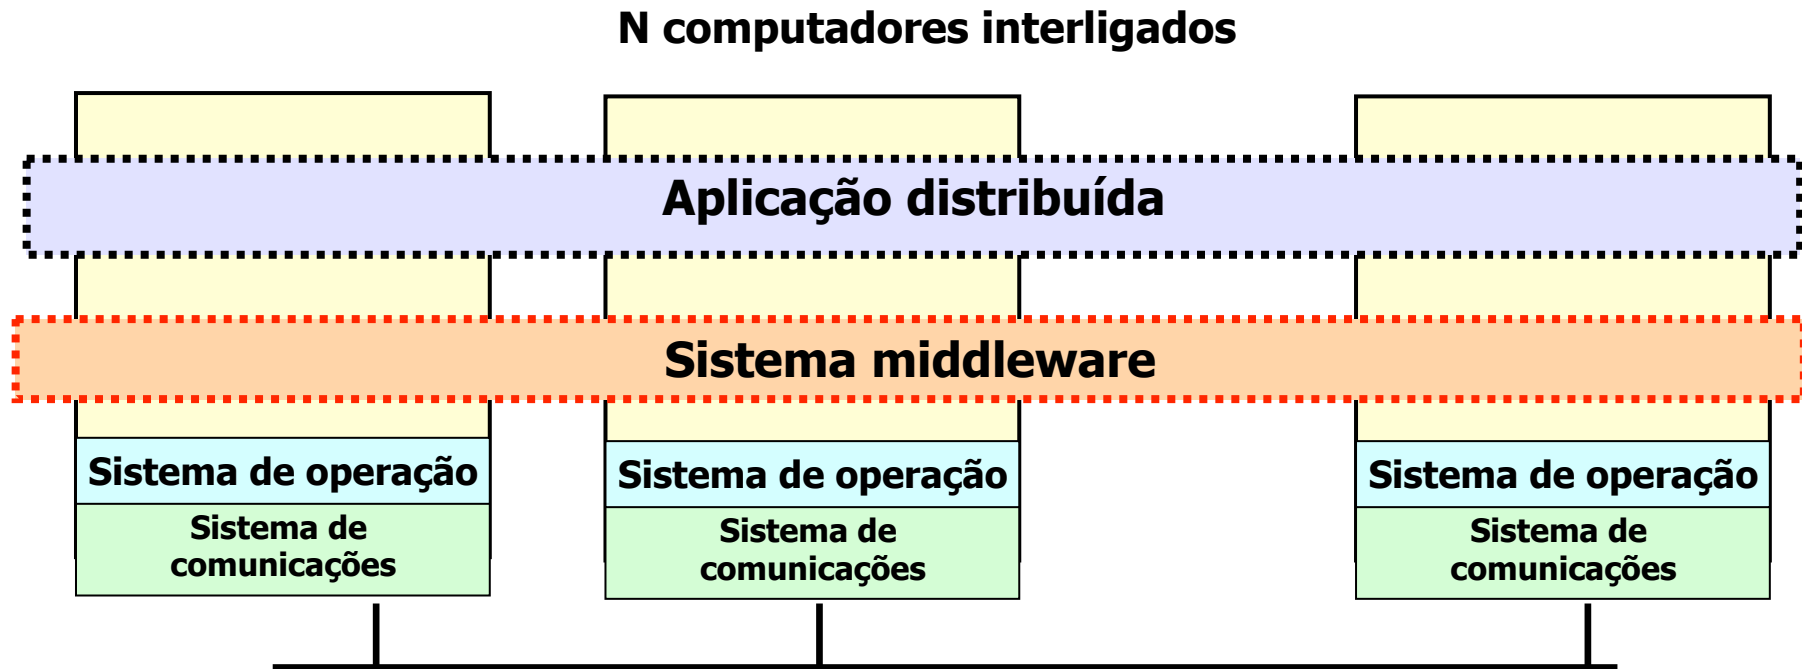 N computadores interligados
Aplicação distribuída
Sistema middleware
Sistema de operação
Sistema de operação
Sistema de operação
Sistema de
comunicações
Sistema de
comunicações
Sistema de
comunicações